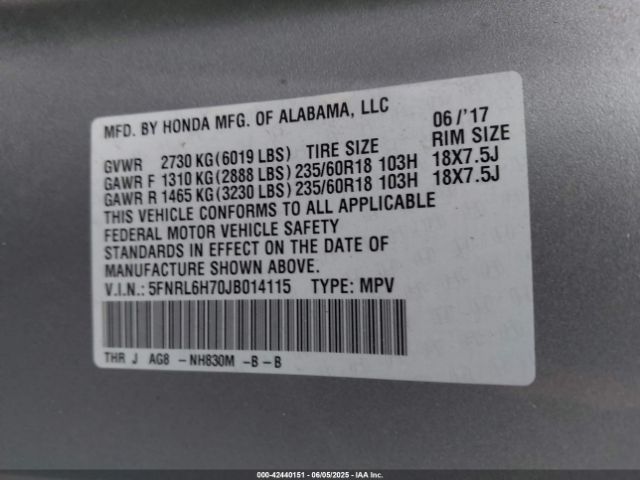 MFD. BY HONDA MFG. OF ALABAMA, LLC 06/'17
GVWR 2730 KG(6019 LBS) TIRE SIZE RIM SIZE
GAWR F 1310 KG(2888 LBS) 235/60R18 103H 18X7.5J
GAWR R 1465 KG(3230 LBS) 235/60R18 103H 18X7.5J
THIS VEHICLE CONFORMS TO ALL APPLICABLE
FEDERAL MOTOR VEHICLE SAFETY
STANDARDS IN EFFECT ON THE DATE OF
MANUFACTURE SHOWN ABOVE.
V.I.N.: 5FNRL6H70JB014115 TYPE: MPV
THR J AG8 -NH830M -B-B
000-42440151 - 06/05/2025 - IAA